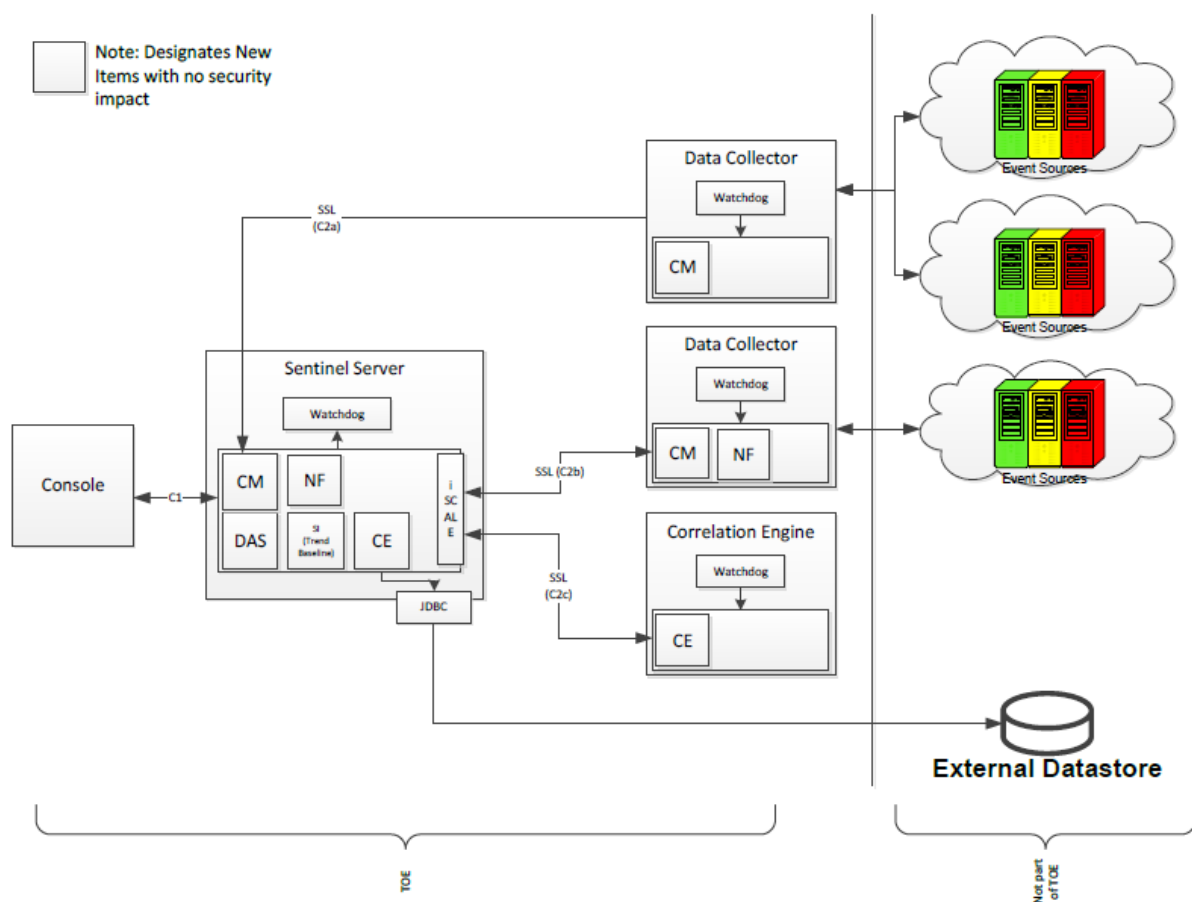 Note: Designates New
Items with no security
impact
Data Collector
Watchdog
CM
Event Sources
Event Sources
SSL
(C2a)
Data Collector
Watchdog
CM
NF
Event Sources
Sentinel Server
Watchdog
CM
NF
DAS
SI
(Trend
Baseline)
CE
i
SC
AL
E
JDBC
Console
C1
SSL (C2b)
SSL
(C2c)
Correlation Engine
Watchdog
CE
External Datastore
TOE
Not part
of TOE